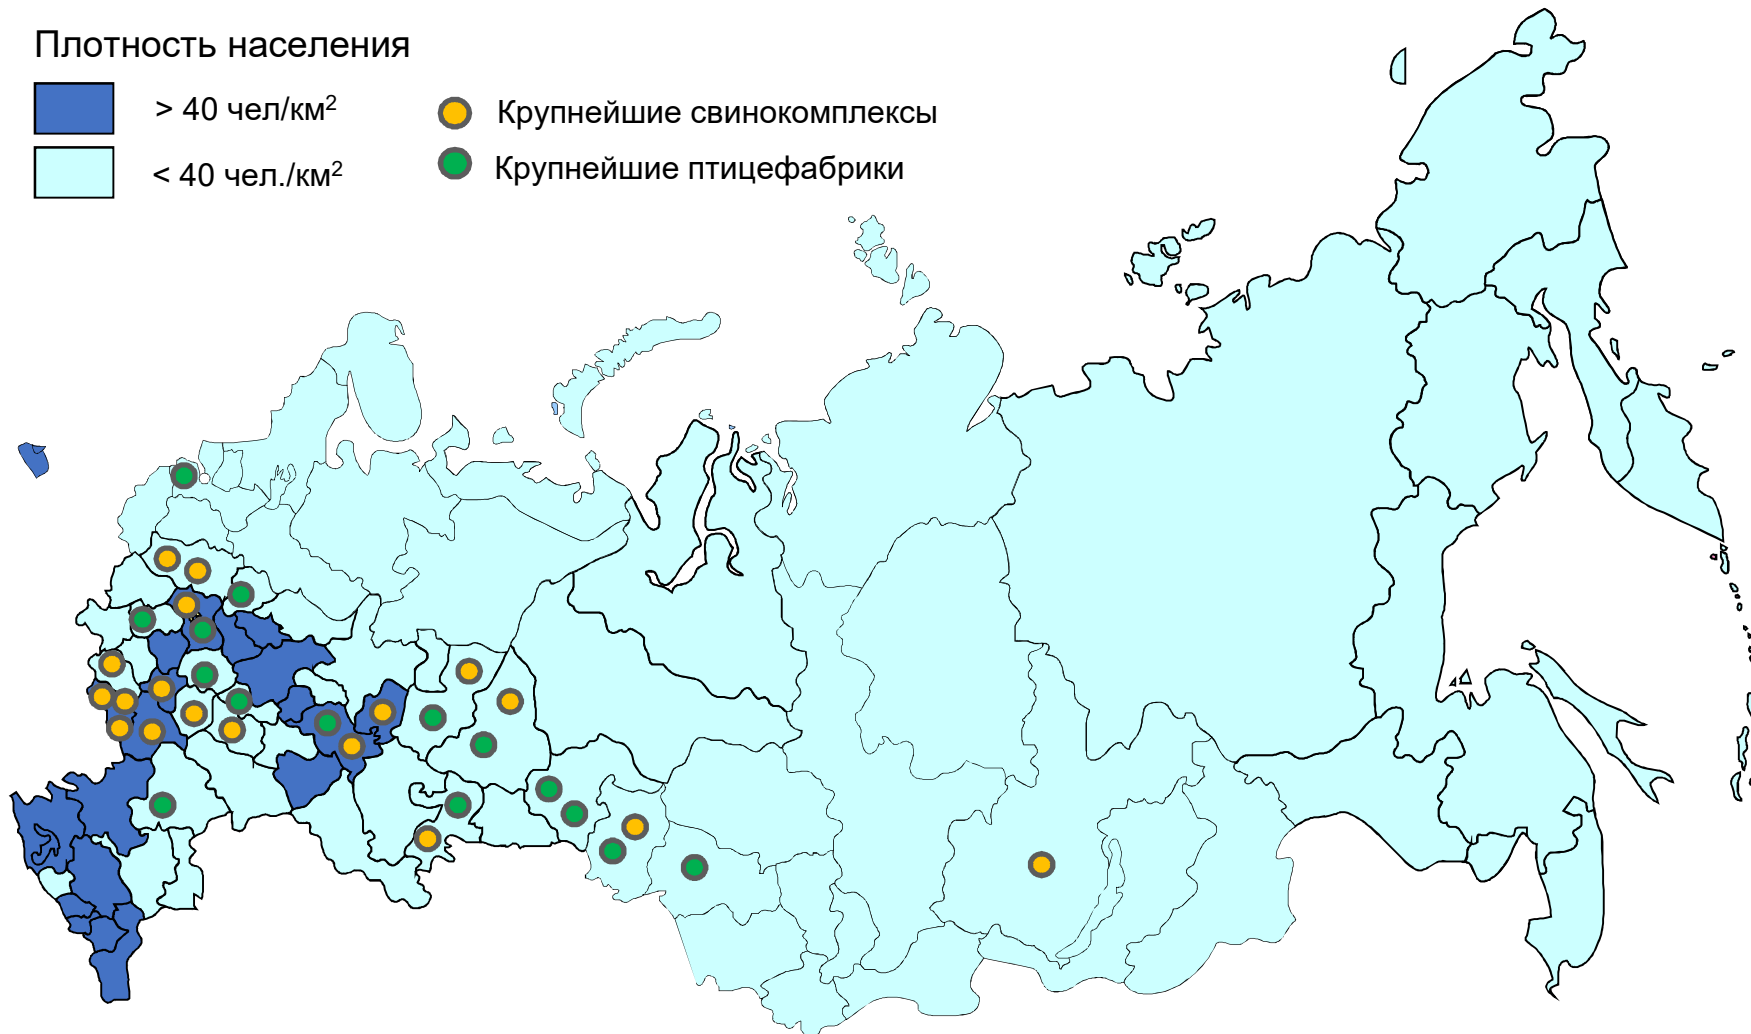 Плотность населения
> 40 чел/км²
Крупнейшие свинокомплексы
< 40 чел./км²
Крупнейшие птицефабрики